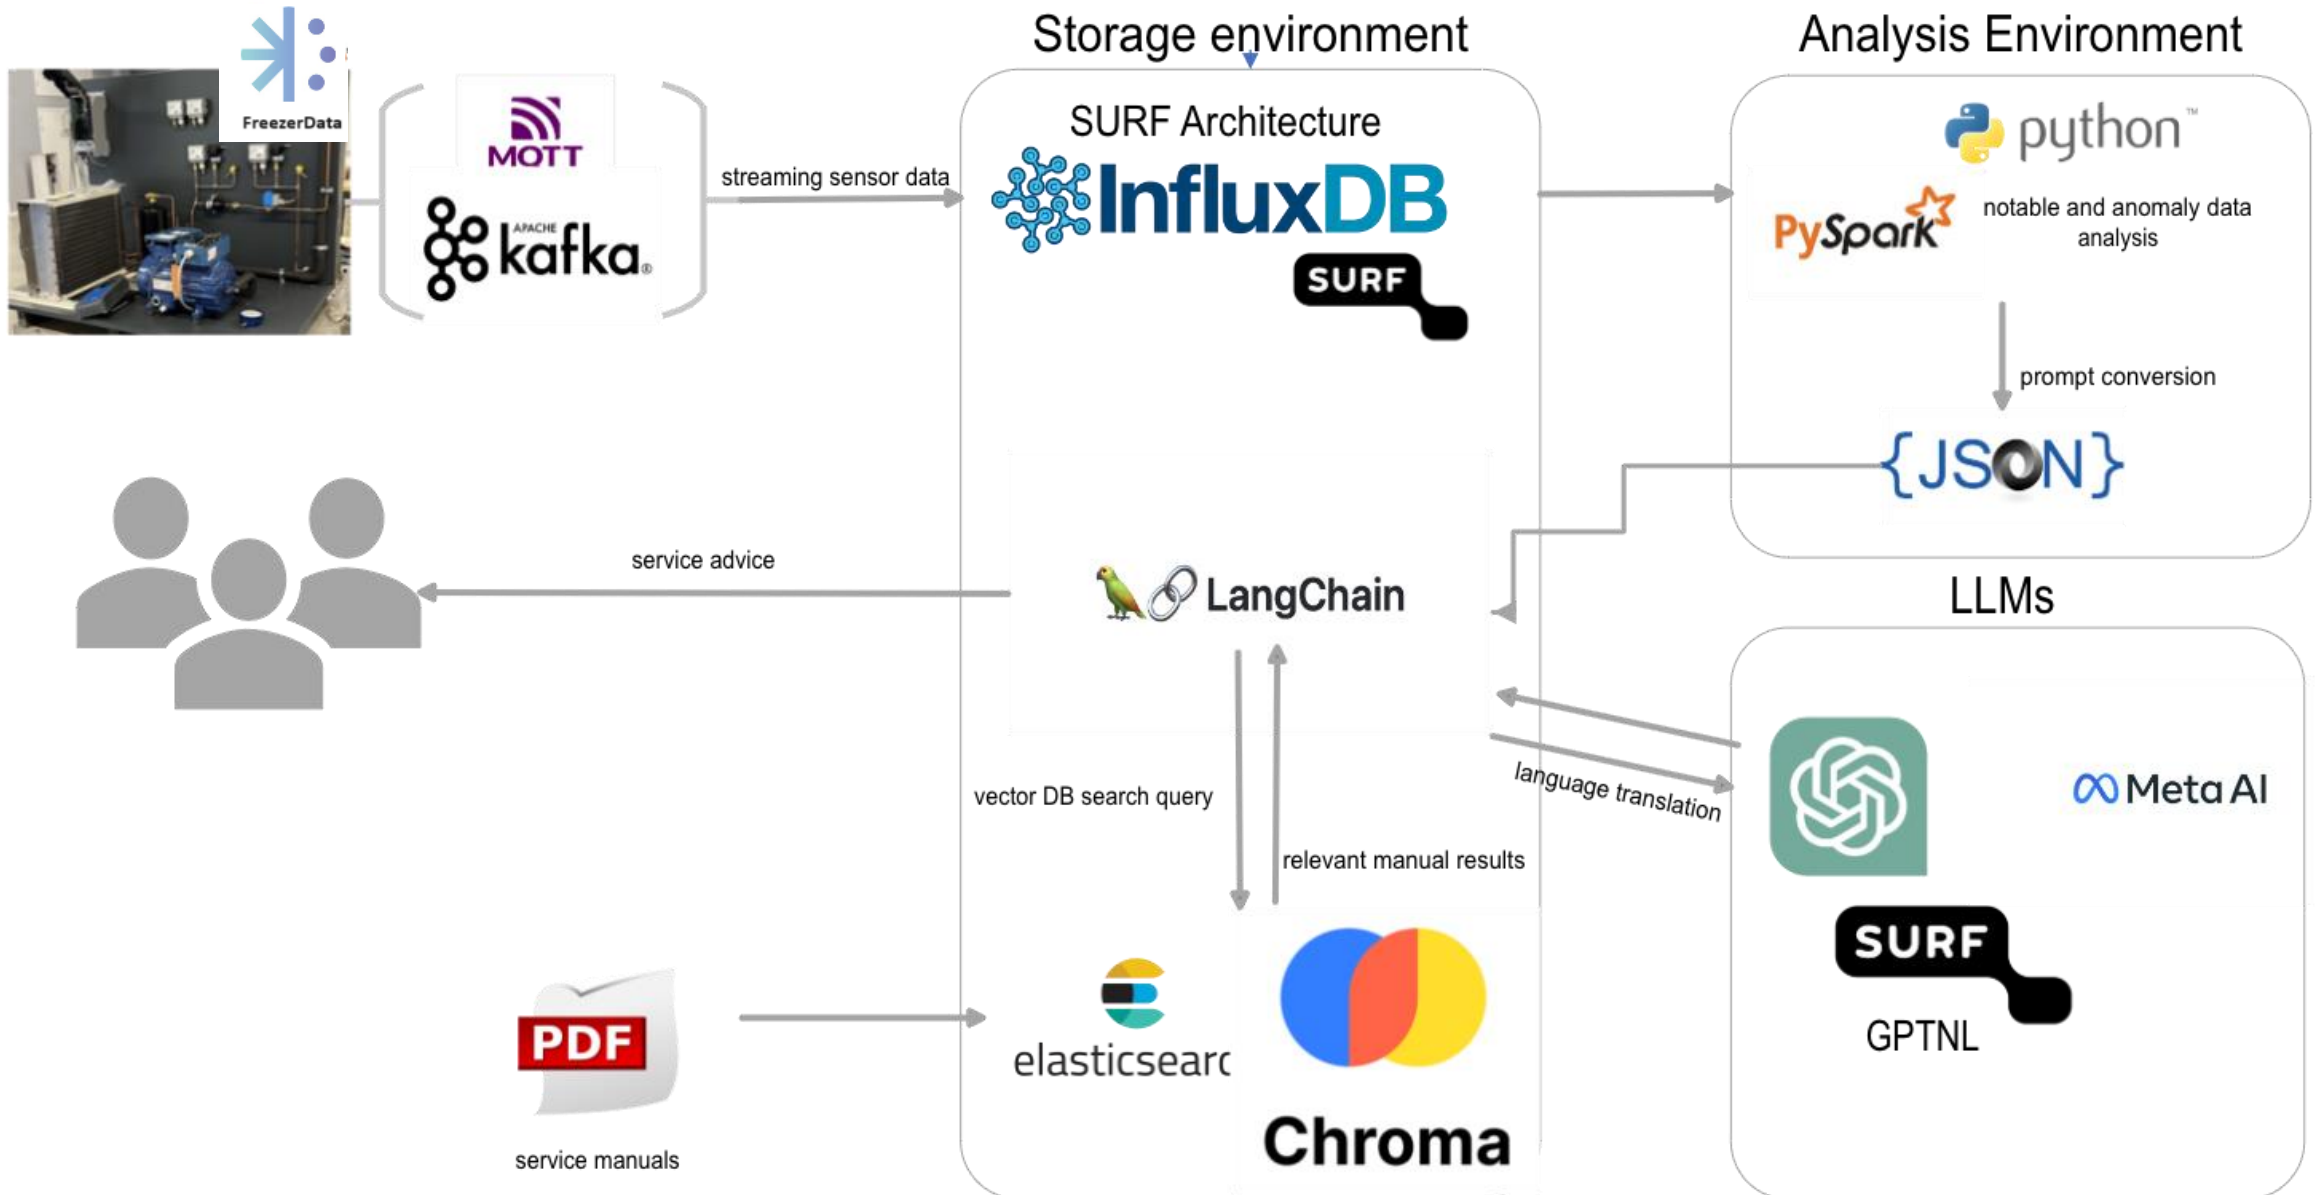 Storage environment
Analysis Environment
FreezerData
MQTT
APACHE
kafka®
streaming sensor data
SURF Architecture
InfluxDB
SURF
python™
PySpark
notable and anomaly data
analysis
prompt conversion
{JSON}
service advice
LangChain
LLMs
vector DB search query
relevant manual results
language translation
Meta AI
SURF
GPTNL
PDF
service manuals
elasticsearc
Chroma